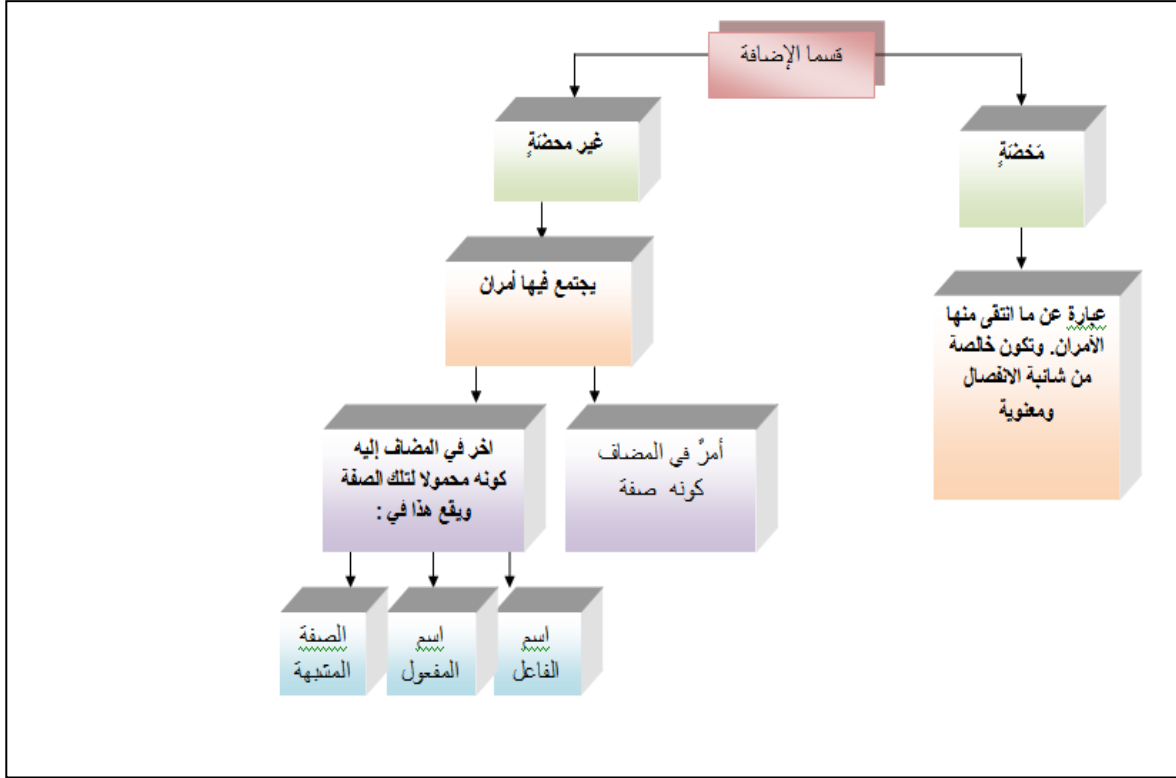 قسما الإضافة
مَحْضَةٍ
غير محضةٍ
عبارة عن ما انتقى منها
الأمران. وتكون خالصة
من شائبة الانفصال
ومعنوية
يجتمع فيها أمران
أمرٌ في المضاف
كونه صفة
اخر في المضاف إليه
كونه محمولا لتلك الصفة
ويقع هذا في :
اسم
الفاعل
اسم
المفعول
الصفة
المشبهة